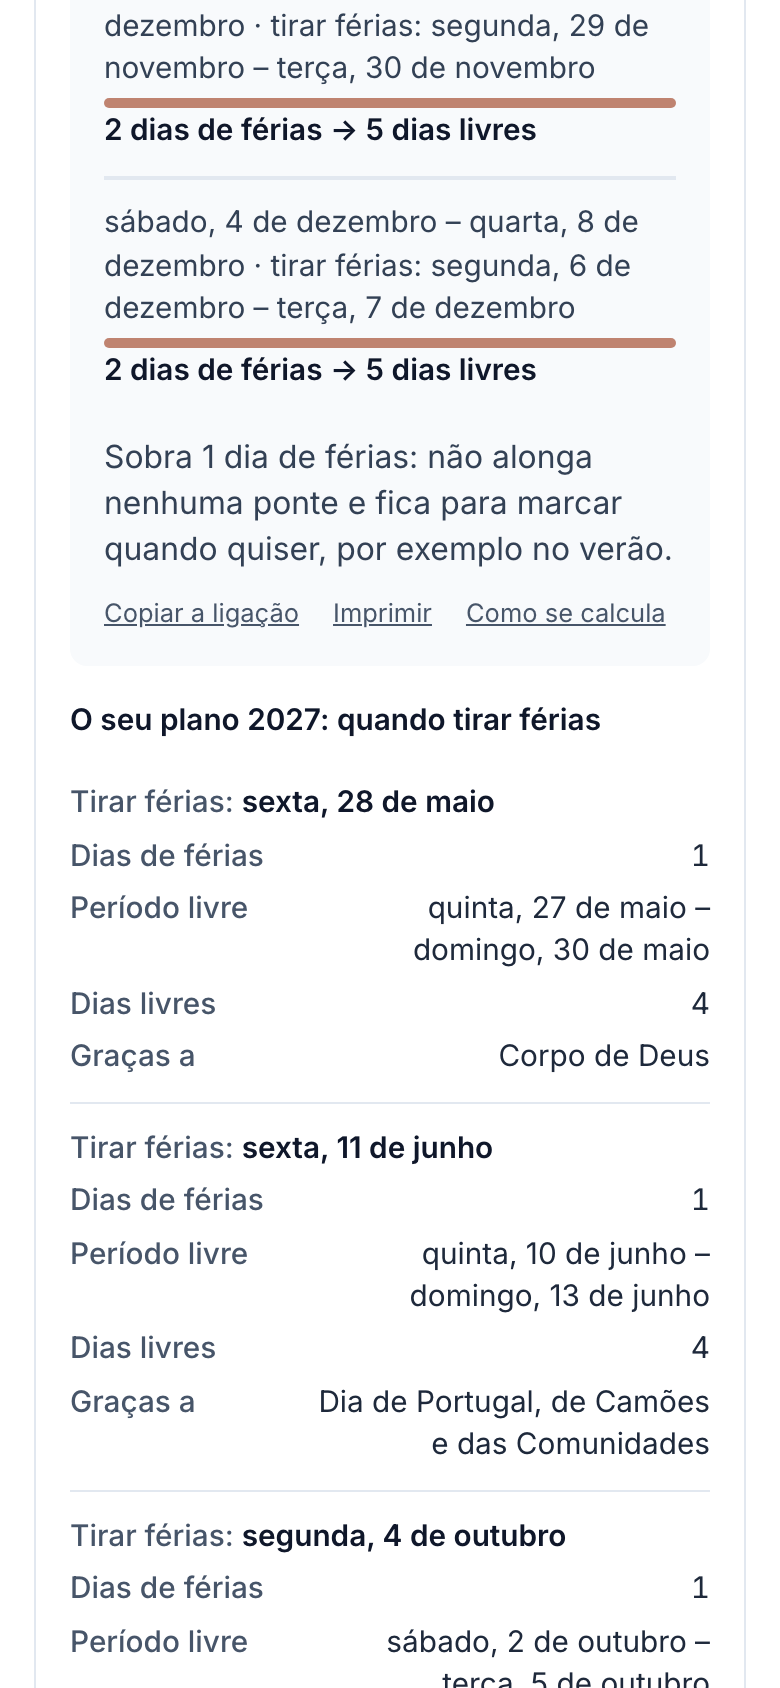 dezembro · tirar férias: segunda, 29 de
novembro – terça, 30 de novembro
2 dias de férias → 5 dias livres
sábado, 4 de dezembro – quarta, 8 de
dezembro · tirar férias: segunda, 6 de
dezembro – terça, 7 de dezembro
2 dias de férias → 5 dias livres
Sobra 1 dia de férias: não alonga
nenhuma ponte e fica para marcar
quando quiser, por exemplo no verão.
Copiar a ligação Imprimir Como se calcula
O seu plano 2027: quando tirar férias
Tirar férias: sexta, 28 de maio
Dias de férias 1
Período livre quinta, 27 de maio –
domingo, 30 de maio
Dias livres 4
Graças a Corpo de Deus
Tirar férias: sexta, 11 de junho
Dias de férias 1
Período livre quinta, 10 de junho –
domingo, 13 de junho
Dias livres 4
Graças a Dia de Portugal, de Camões
e das Comunidades
Tirar férias: segunda, 4 de outubro
Dias de férias 1
Período livre sábado, 2 de outubro –
terça, 5 de outubro